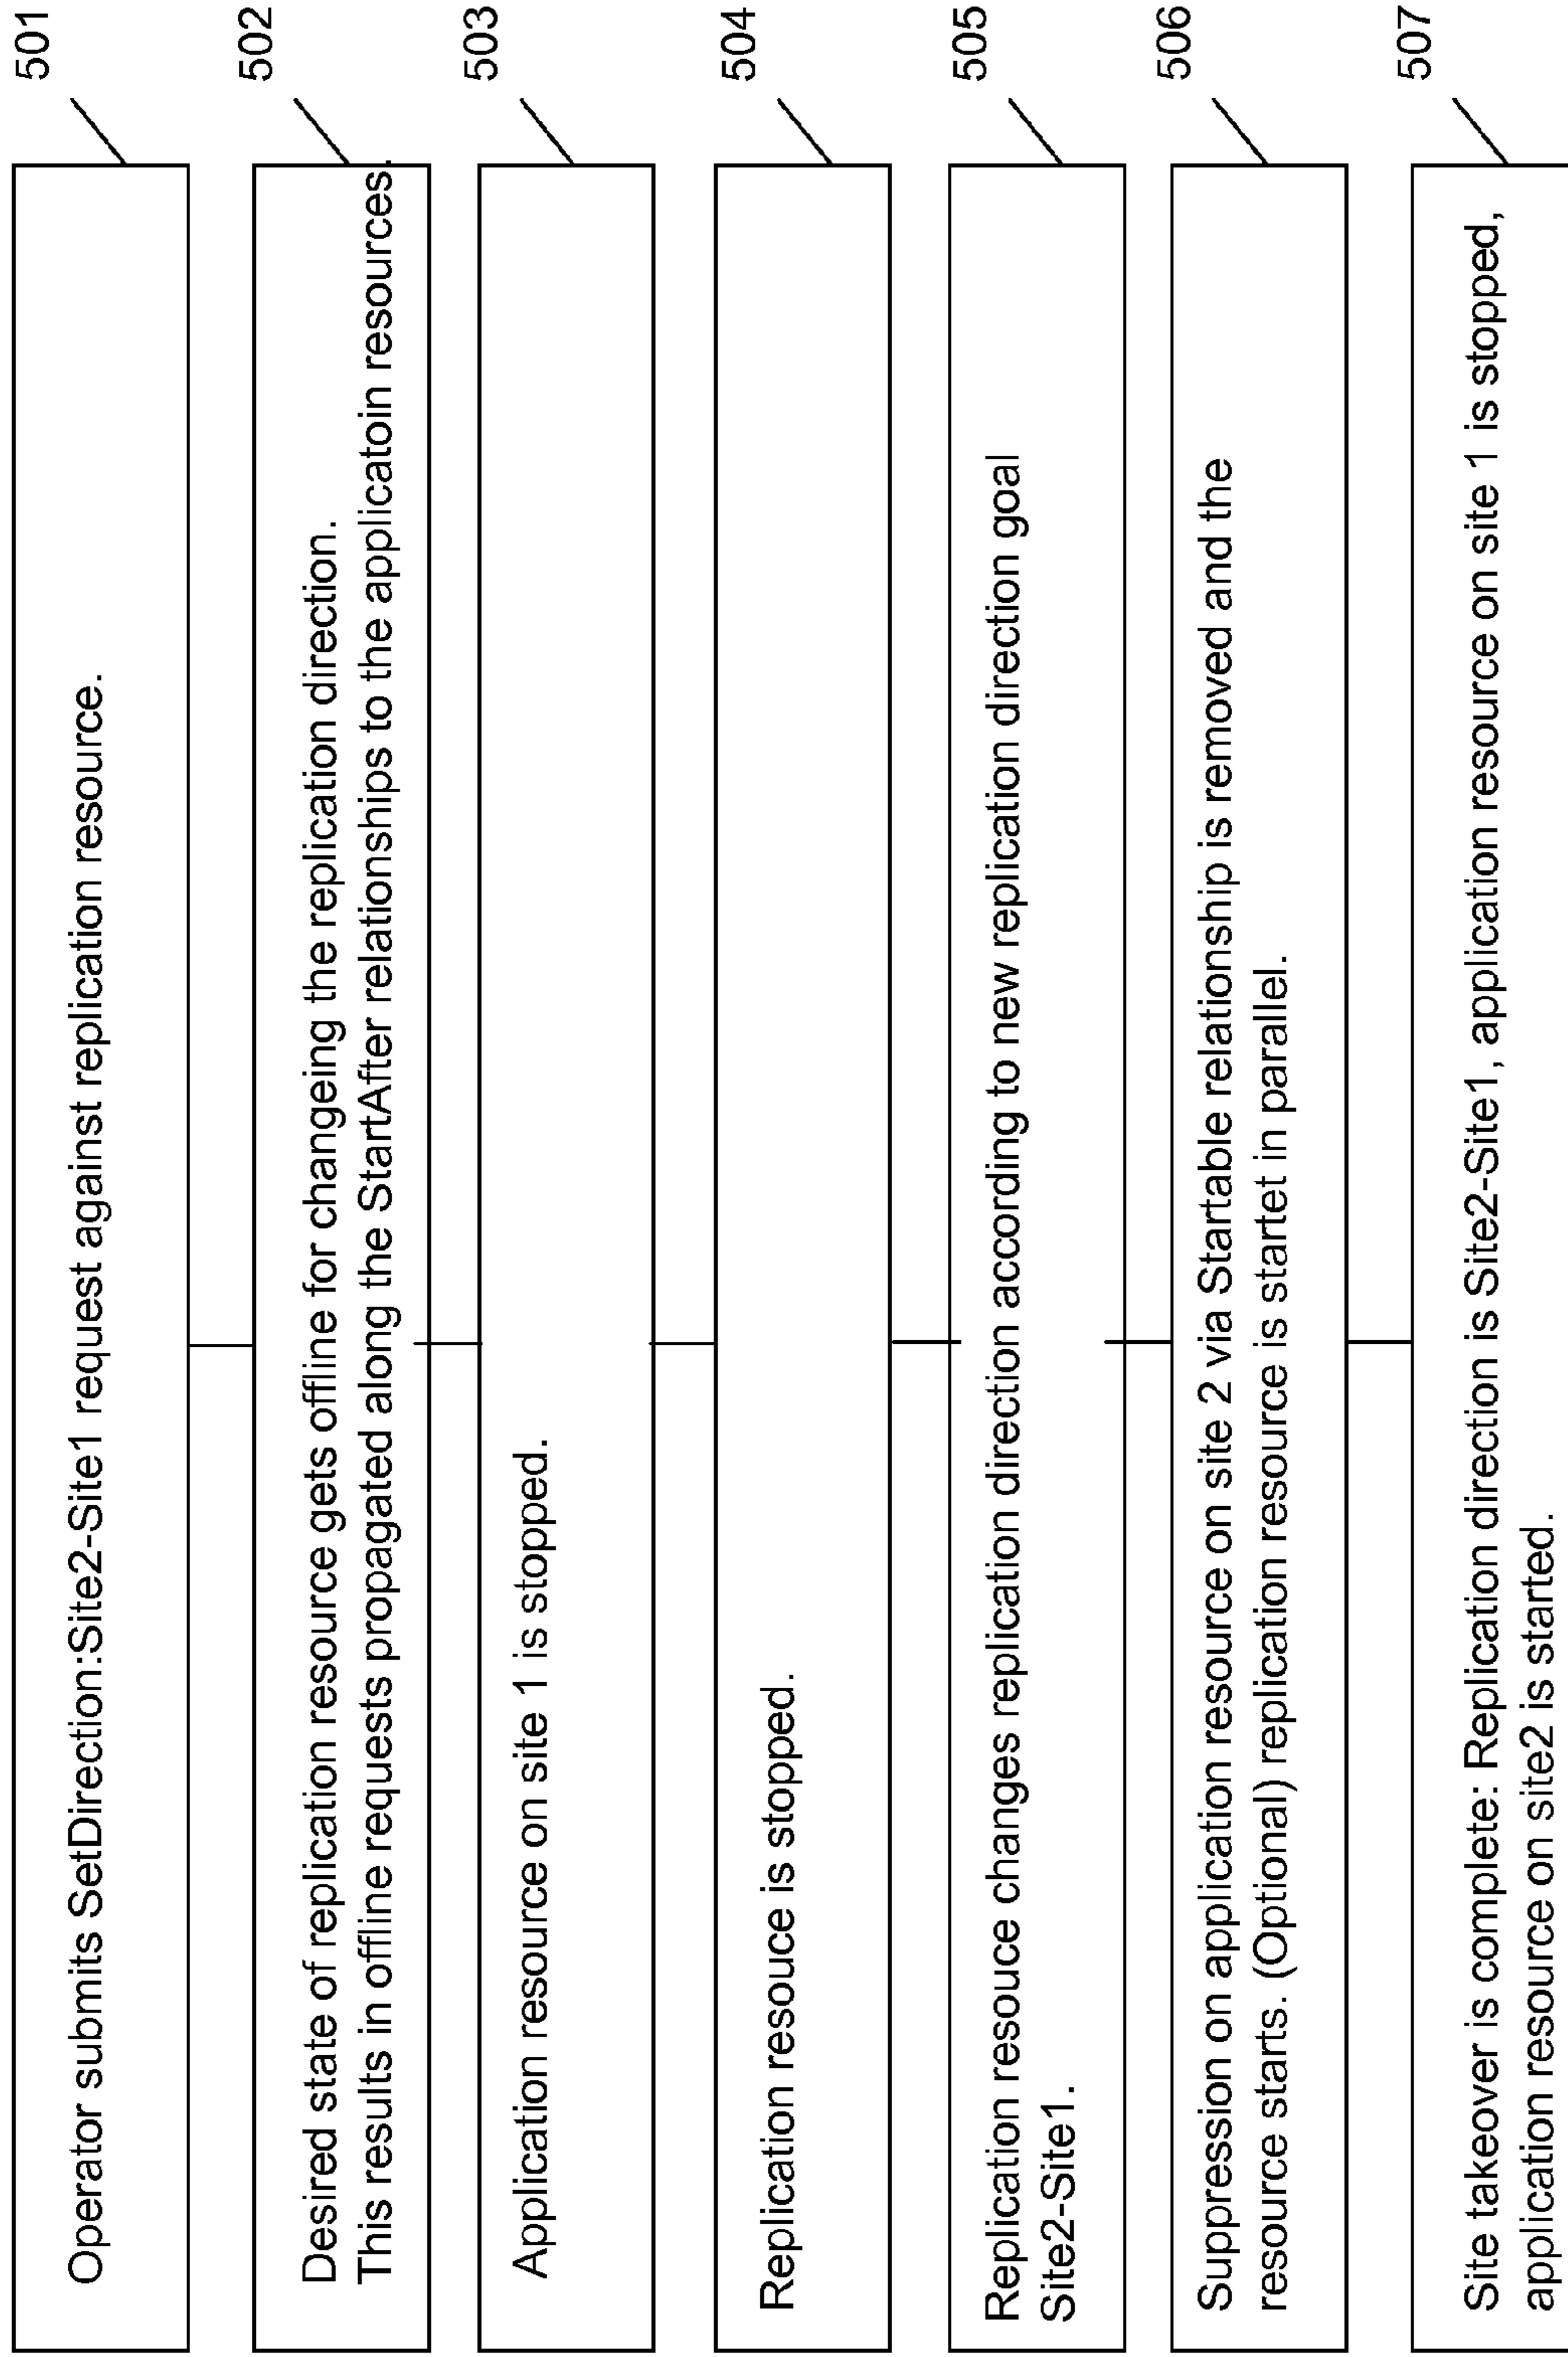 501
Operator submits SetDirection:Site2-Site1 request against replication resource.
502
Desired state of replication resource gets offline for changeing the replication direction.
This results in offline requests propagated along the StartAfter relationships to the applicatoin resources.
503
Application resource on site 1 is stopped.
504
Replication resouce is stopped.
505
Replication resouce changes replication direction according to new replication direction goal
Site2-Site1.
506
Suppression on application resource on site 2 via Startable relationship is removed and the
resource starts. (Optional) replication resource is startet in parallel.
507
Site takeover is complete: Replication direction is Site2-Site1, application resource on site 1 is stopped,
application resource on site2 is started.